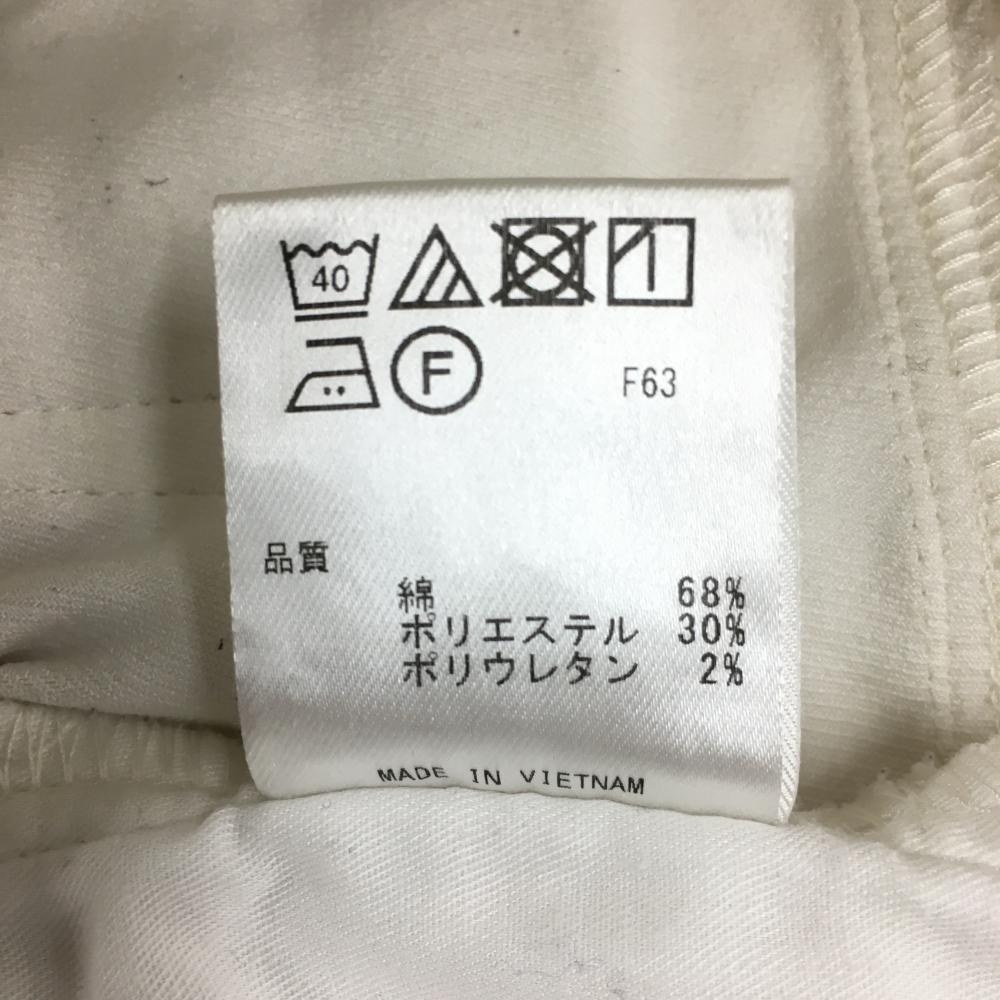 40
F F63
品質
綿 68%
ポリエステル 30%
ポリウレタン 2%
MADE IN VIETNAM